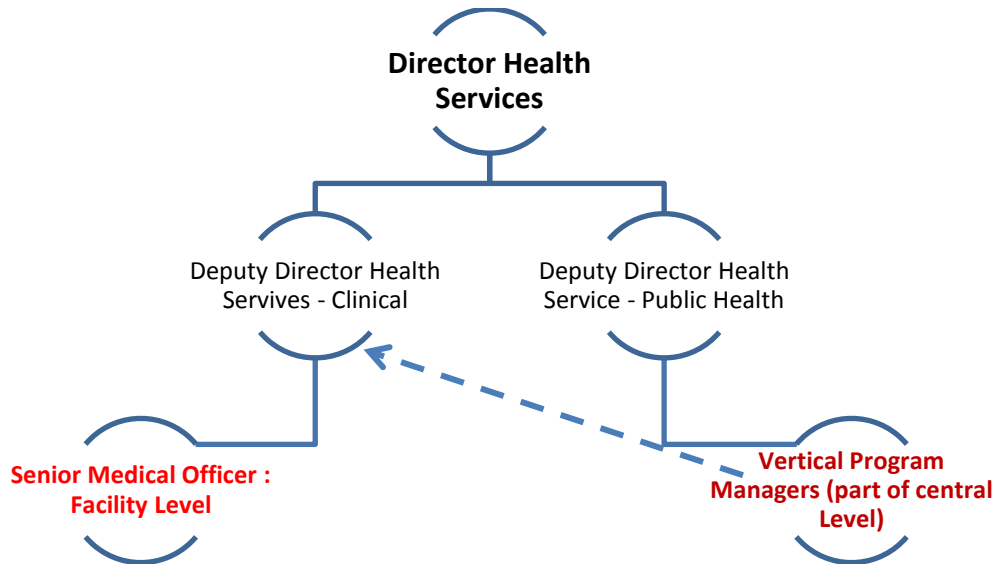 Director Health
Services
Deputy Director Health
Servives - Clinical
Deputy Director Health
Service - Public Health
Senior Medical Officer :
Facility Level
Vertical Program
Managers (part of central
Level)